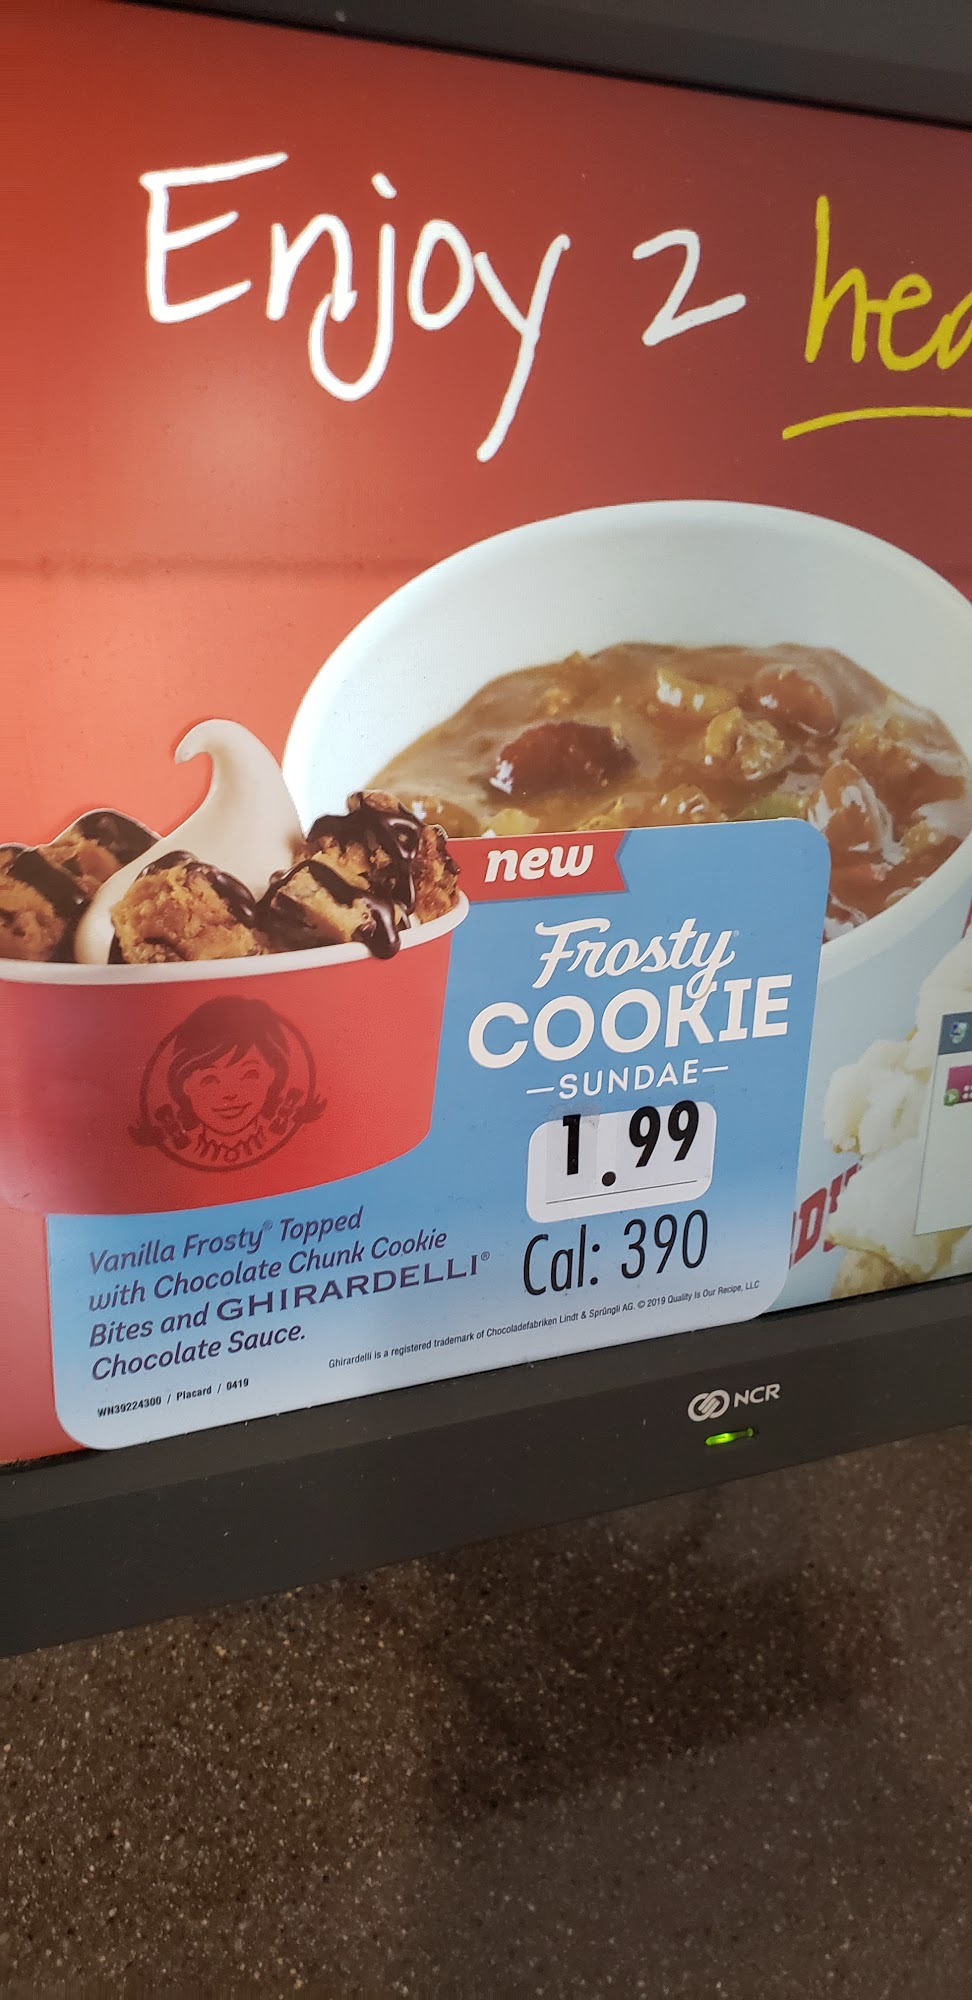 Enjoy 2
new
Frosty
COOKIE
—SUNDAE—
1.99
Cal: 390
Vanilla Frosty® Topped
with Chocolate Chunk Cookie
Bites and GHIRARDELLI®
Chocolate Sauce.
Ghirardelli is a registered trademark of Chocoladefabriken Lindt & Sprüngli AG. © 2019 Quality Is Our Recipe, LLC
WN39224300 / Placard / 0419
NCR